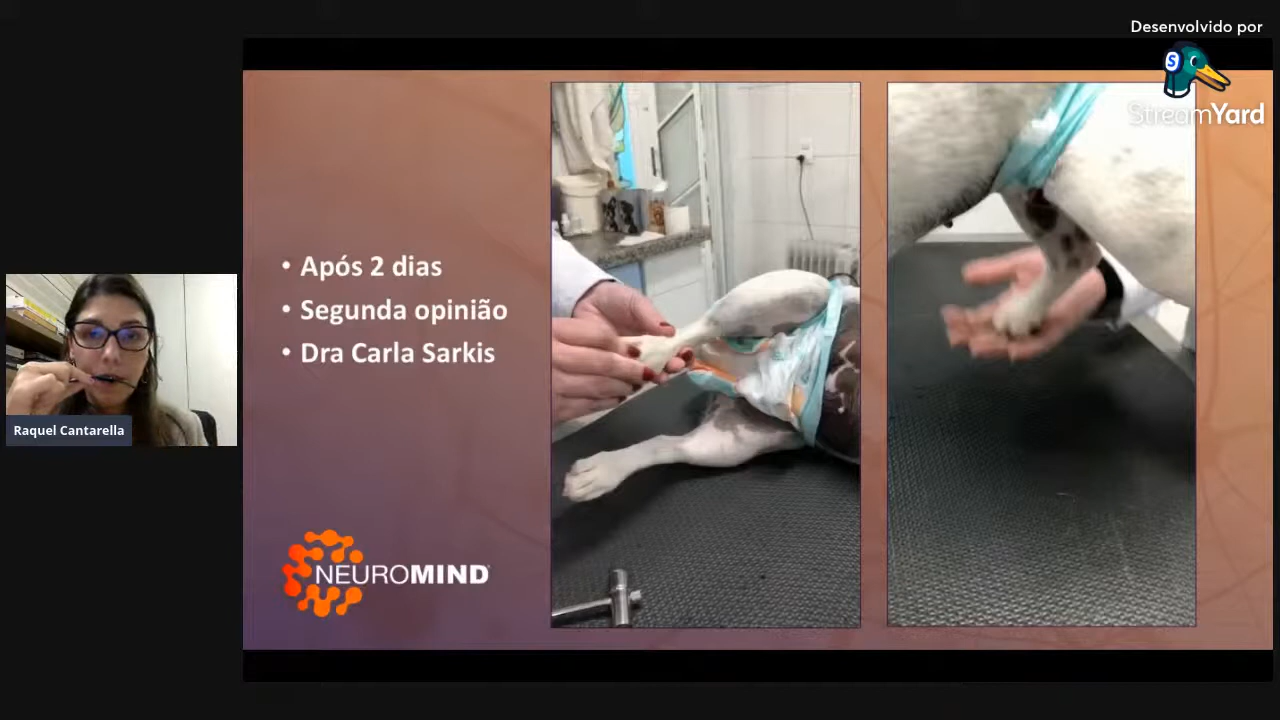 Desenvolvido por
S
StreamYard
• Após 2 dias
• Segunda opinião
• Dra Carla Sarkis
Raquel Cantarella
NEUROMIND